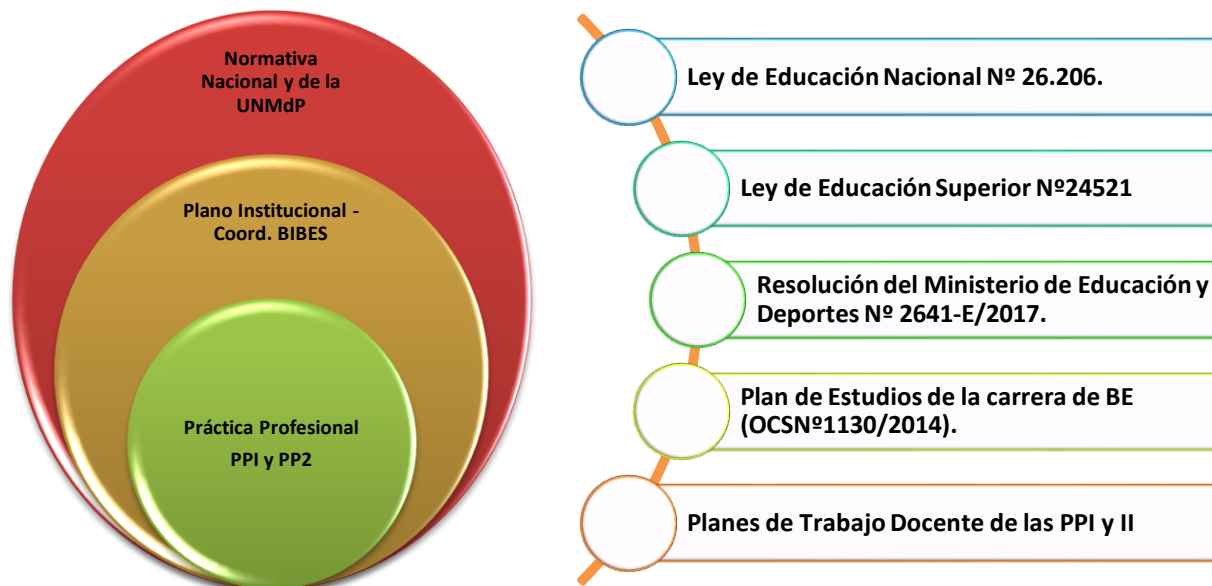 Normativa
Nacional y de la
UNMdP
Plano Institucional -
Coord. BIBES
Práctica Profesional
PPI y PP2
Ley de Educación Nacional Nº 26.206.
Ley de Educación Superior Nº24521
Resolución del Ministerio de Educación y
Deportes Nº 2641-E/2017.
Plan de Estudios de la carrera de BE
(OCSNº1130/2014).
Planes de Trabajo Docente de las PPI y II